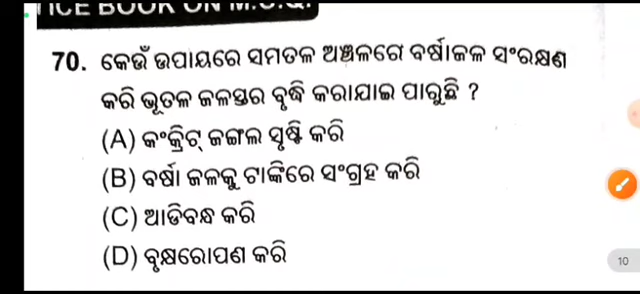 70. କେଉଁ ଉପାୟରେ ସମତଳ ଅଞ୍ଚଳରେ ବର୍ଷାଜଳ ସଂରକ୍ଷଣ
କରି ଭୂତଳ ଜଳସ୍ତର ବୃଦ୍ଧି କରାଯାଇ ପାରୁଛି ?
(A) କଂକ୍ରିଟ୍ ଜଙ୍ଗଲ ସୃଷ୍ଟି କରି
(B) ବର୍ଷା ଜଳକୁ ଟାଙ୍କିରେ ସଂଗ୍ରହ କରି
(C) ଆଡିବନ୍ଧ କରି
(D) ବୃକ୍ଷରୋପଣ କରି
10